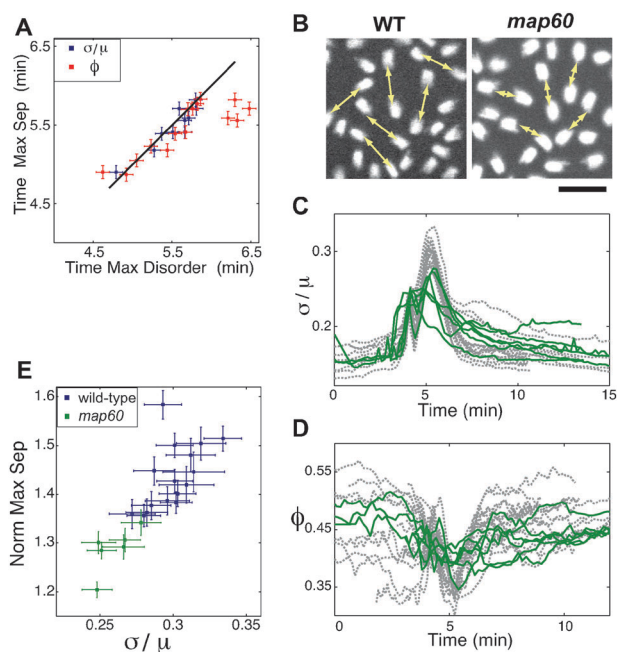 A
6.5
5.5
4.5
Time Max Sep (min)
σ/μ
ϕ
4.5 5.5 6.5
Time Max Disorder (min)
B
WT map60
C
0.3
0.2
σ/μ
0 5 10 15
Time (min)
E
wild-type
map60
1.6
1.5
1.4
1.3
1.2
Norm Max Sep
0.25 0.3 0.35
σ/μ
D
0.55
0.45
0.35
ϕ
0 5 10
Time (min)